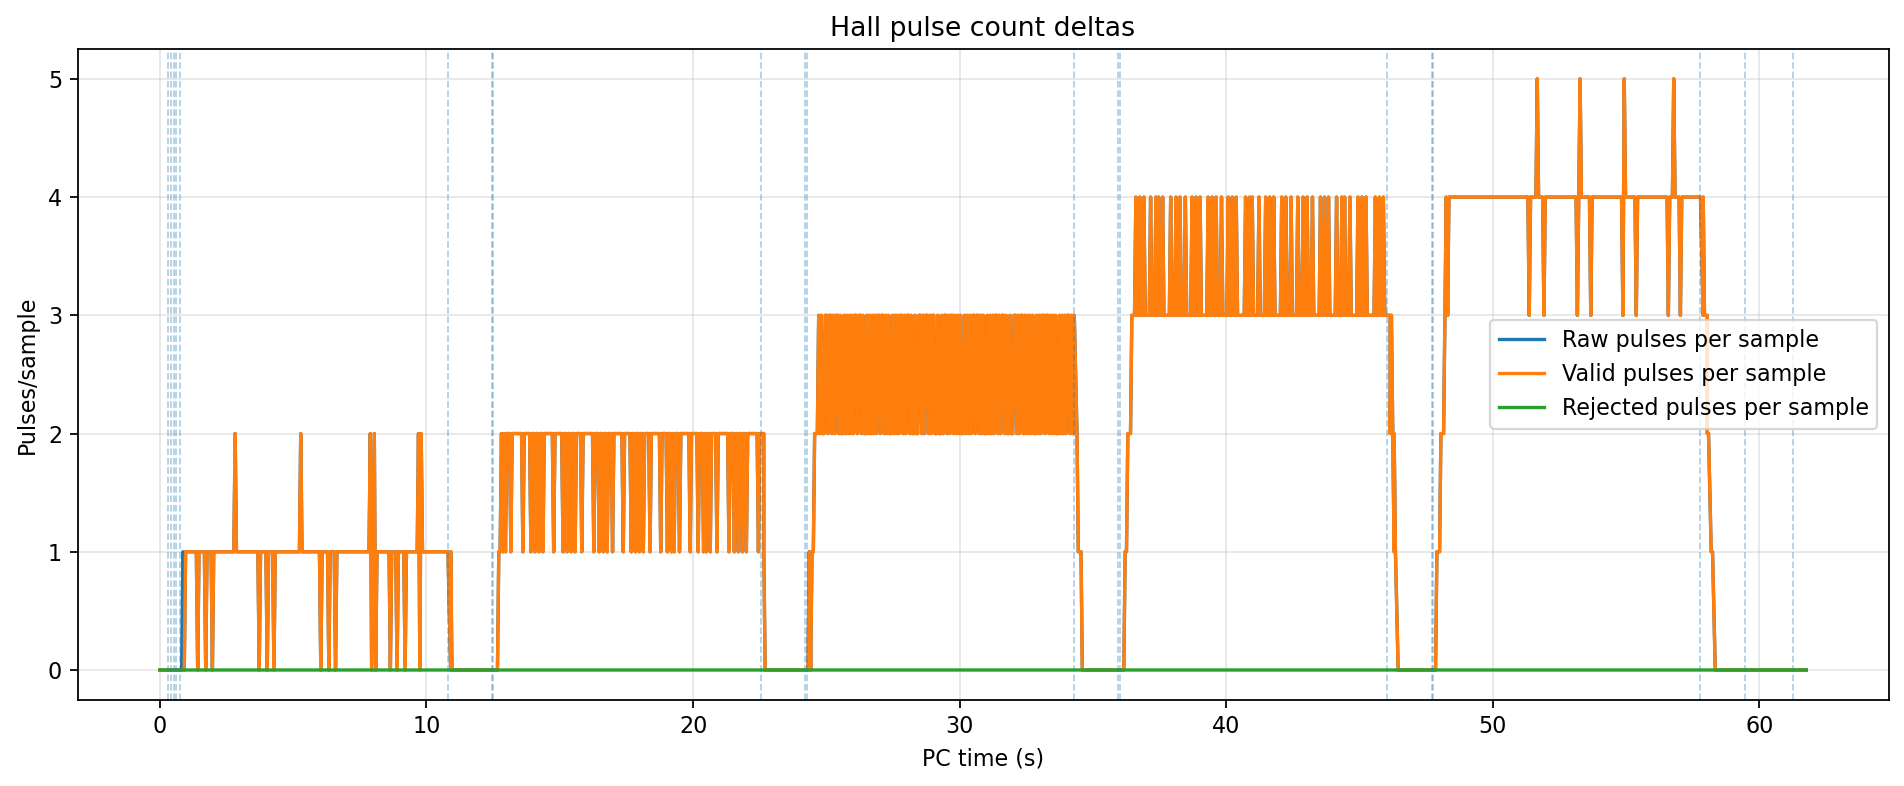 Hall pulse count deltas
Pulses/sample
5
4
3
2
1
0
Raw pulses per sample
Valid pulses per sample
Rejected pulses per sample
0 10 20 30 40 50 60
PC time (s)